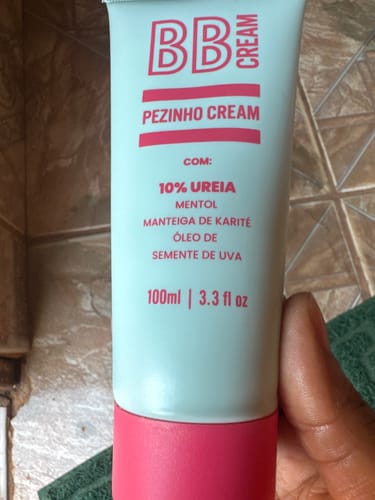 BB CREAM
PEZINHO CREAM
COM:
10% UREIA
MENTOL
MANTEIGA DE KARITÉ
ÓLEO DE
SEMENTE DE UVA
100ml | 3.3 fl oz